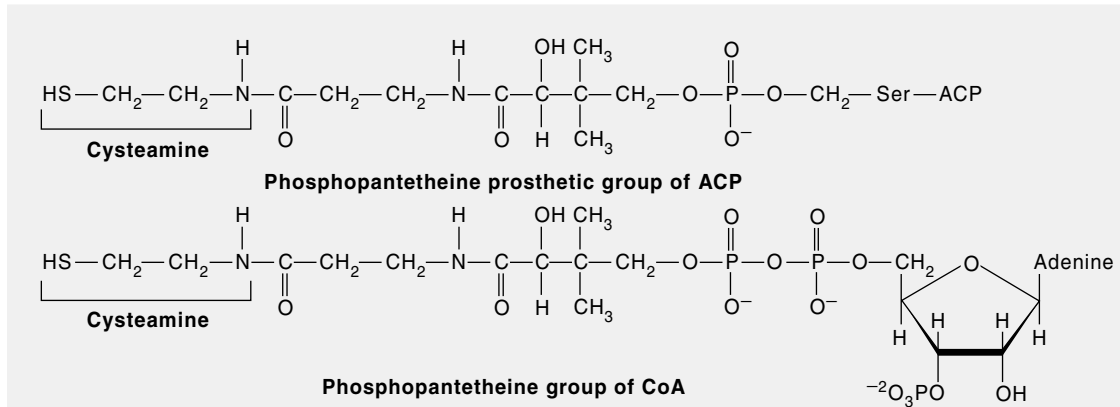 H H OH CH₃ O
HS—CH₂—CH₂—N—C—CH₂—CH₂—N—C—C—C—CH₂—O—P—O—CH₂—Ser—ACP
O O H CH₃ O⁻
Cysteamine
Phosphopantetheine prosthetic group of ACP
H H OH CH₃ O O
HS—CH₂—CH₂—N—C—CH₂—CH₂—N—C—C—C—CH₂—O—P—O—P—O—CH₂ O Adenine
O O H CH₃ O⁻ O⁻
Cysteamine
H H H H
Phosphopantetheine group of CoA
⁻²O₃PO OH